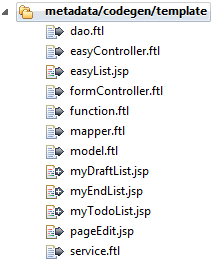 metadata/codegen/template
dao.ftl
easyController.ftl
easyList.jsp
formController.ftl
function.ftl
mapper.ftl
model.ftl
myDraftList.jsp
myEndList.jsp
myTodoList.jsp
pageEdit.jsp
service.ftl